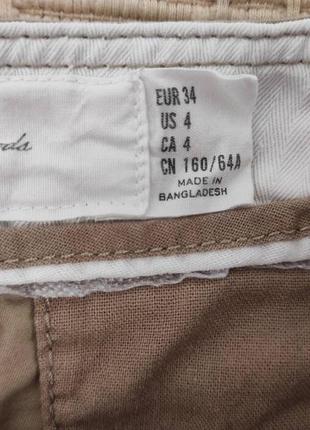 EUR 34
US 4
CA 4
CN 160/64A
MADE IN
BANGLADESH